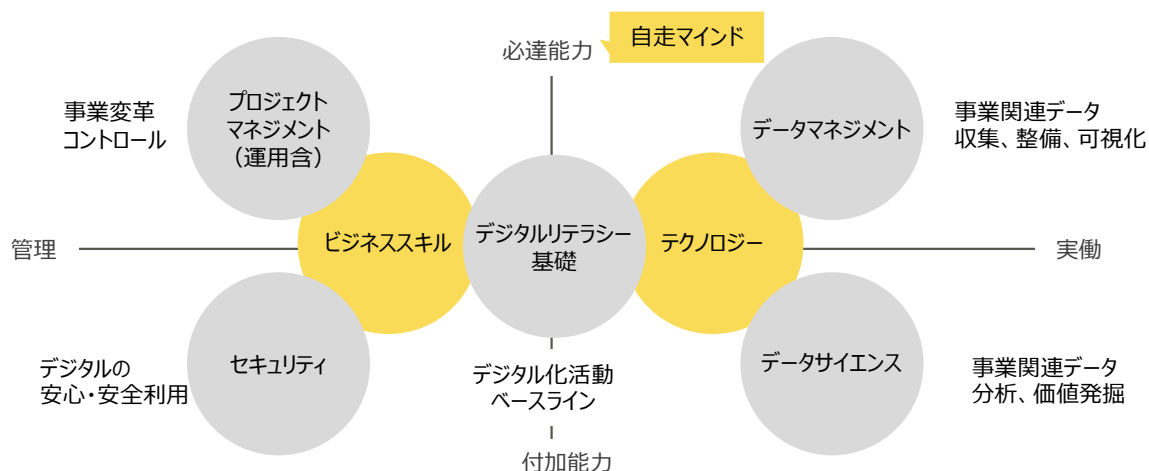 自走マインド
必達能力
プロジェクト
マネジメント
（運用含）
事業変革
コントロール
データマネジメント
事業関連データ
収集、整備、可視化
管理
ビジネススキル
デジタルリテラシー
基礎
テクノロジー
実働
セキュリティ
デジタルの
安心・安全利用
デジタル化活動
ベースライン
データサイエンス
事業関連データ
分析、価値発掘
付加能力